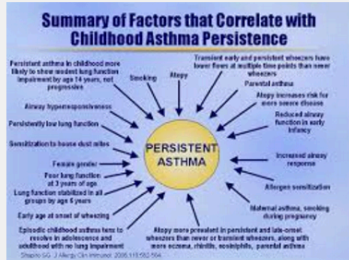 Summary of Factors that Correlate with
Childhood Asthma Persistence
Persistent asthma in childhood more
likely to show modest lung function
impairment by age 14 years, not
progressive
Smoking
Atopy
Transient early and persistent wheezers have
lower flows at multiple time points than never
wheezers
Parental asthma
Atopy increases risk for
more severe disease
Airway hyperresponsiveness
Reduced airway
function in early
infancy
Persistently low lung function
Sensitization to house dust mites
PERSISTENT
ASTHMA
Increased airway
response
Female gender
Poor lung function
at 3 years of age
Allergen sensitization
Lung function stabilized in all
groups by age 6 years
Maternal asthma, smoking
during pregnancy
Early age at onset of wheezing
Episodic childhood asthma tends to
resolve in adolescence and
adulthood with no lung impairment
Atopy more prevalent in persistent and late-onset
wheezers than never or transient wheezers, along with
more eczema, rhinitis, eosinophils, parental asthma
Shapiro GG. J Allergy Clin Immunol. 2006